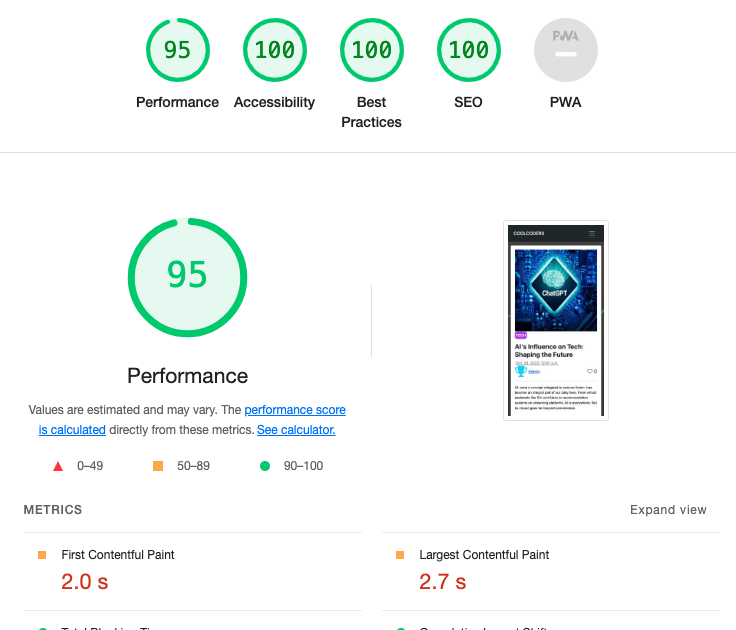 95
100
100
100
PWA
Performance
Accessibility
Best
Practices
SEO
PWA
95
COOLCODERS
ChatGPT
TECH
AI's Influence on Tech:
Shaping the Future
Admin
0
Performance
Values are estimated and may vary. The performance score
is calculated directly from these metrics. See calculator.
0–49
50–89
90–100
METRICS
Expand view
First Contentful Paint
2.0 s
Largest Contentful Paint
2.7 s